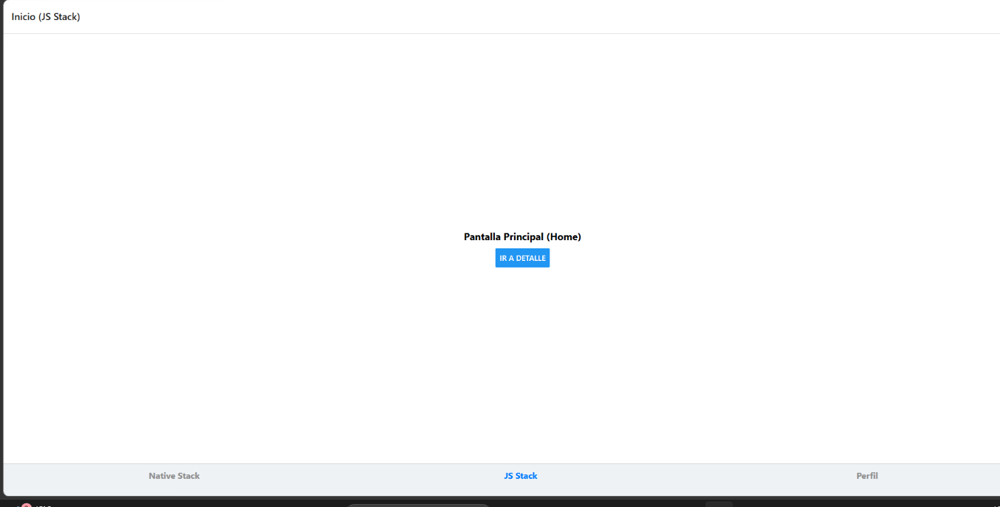 Inicio (JS Stack)
Pantalla Principal (Home)
IR A DETALLE
Native Stack
JS Stack
Perfil